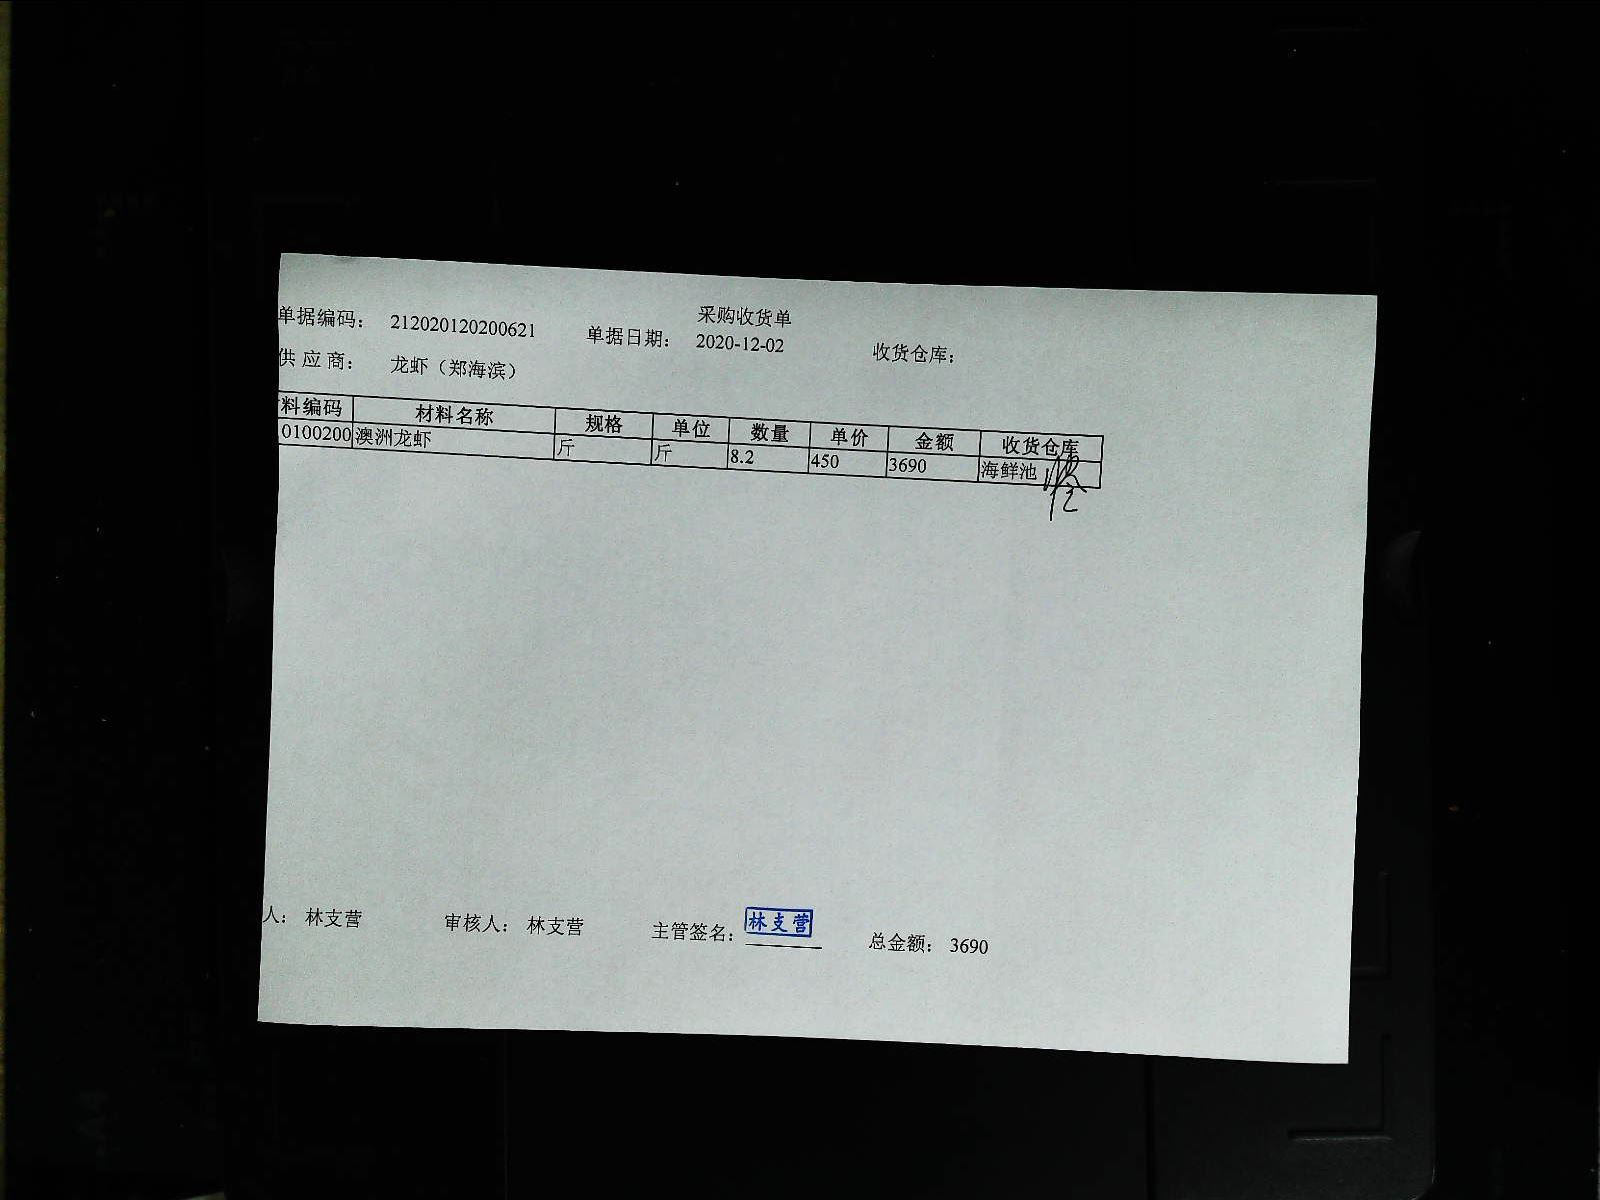 采购收货单
单据编码： 212020120200621 单据日期： 2020-12-02 收货仓库：
供应商： 龙虾（郑海滨）
料编码 材料名称 规格 单位 数量 单价 金额 收货仓库
0100200 澳洲龙虾 斤 斤 8.2 450 3690 海鲜池
人： 林支营 审核人： 林支营 主管签名： 林支营 总金额： 3690